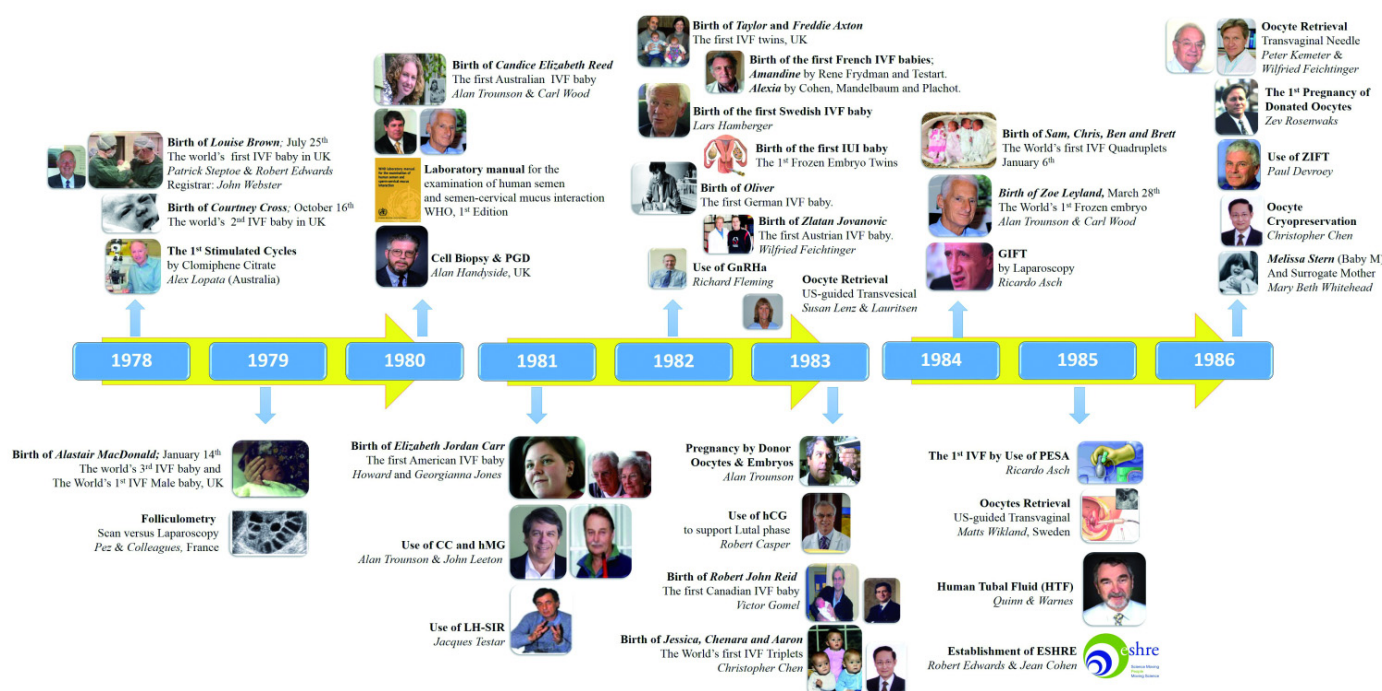 Birth of Louise Brown; July 25th
The world's first IVF baby in UK
Patrick Steptoe & Robert Edwards
Registrar: John Webster
Birth of Courtney Cross; October 16th
The world's 2nd IVF baby in UK
The 1st Stimulated Cycles
by Clomiphene Citrate
Alex Lopata (Australia)
Birth of Candice Elizabeth Reed
The first Australian IVF baby
Alan Trounson & Carl Wood
Laboratory manual for the
examination of human semen
and semen-cervical mucus interaction
WHO, 1st Edition
Cell Biopsy & PGD
Alan Handyside, UK
Birth of Taylor and Freddie Axton
The first IVF twins, UK
Birth of the first French IVF babies;
Amandine by Rene Frydman and Testart.
Alexia by Cohen, Mandelbaum and Plachot.
Birth of the first Swedish IVF baby
Lars Hamberger
Birth of the first IUI baby
The 1st Frozen Embryo Twins
Birth of Oliver
The first German IVF baby.
Birth of Zlatan Jovanovic
The first Austrian IVF baby.
Wilfried Feichtinger
Use of GnRHa
Richard Fleming
Oocyte Retrieval
US-guided Transvesical
Susan Lenz & Lauritsen
Birth of Sam, Chris, Ben and Brett
The World's first IVF Quadruplets
January 6th
Birth of Zoe Leyland, March 28th
The World's 1st Frozen embryo
Alan Trounson & Carl Wood
GIFT
by Laparoscopy
Ricardo Asch
Oocyte Retrieval
Transvaginal Needle
Peter Kemeter &
Wilfried Feichtinger
The 1st Pregnancy of
Donated Oocytes
Zev Rosenwaks
Use of ZIFT
Paul Devroey
Oocyte
Cryopreservation
Christopher Chen
Melissa Stern (Baby M)
And Surrogate Mother
Mary Beth Whitehead
1978
1979
1980
1981
1982
1983
1984
1985
1986
Birth of Alastair MacDonald; January 14th
The world's 3rd IVF baby and
The World's 1st IVF Male baby, UK
Folliculometry
Scan versus Laparoscopy
Pez & Colleagues, France
Birth of Elizabeth Jordan Carr
The first American IVF baby
Howard and Georgianna Jones
Use of CC and hMG
Alan Trounson & John Leeton
Use of LH-SIR
Jacques Testar
Pregnancy by Donor
Oocytes & Embryos
Alan Trounson
Use of hCG
to support Lutal phase
Robert Casper
Birth of Robert John Reid
The first Canadian IVF baby
Victor Gomel
Birth of Jessica, Chenara and Aaron
The World's first IVF Triplets
Christopher Chen
The 1st IVF by Use of PESA
Ricardo Asch
Oocytes Retrieval
US-guided Transvaginal
Matts Wikland, Sweden
Human Tubal Fluid (HTF)
Quinn & Warnes
Establishment of ESHRE
Robert Edwards & Jean Cohen
eshre